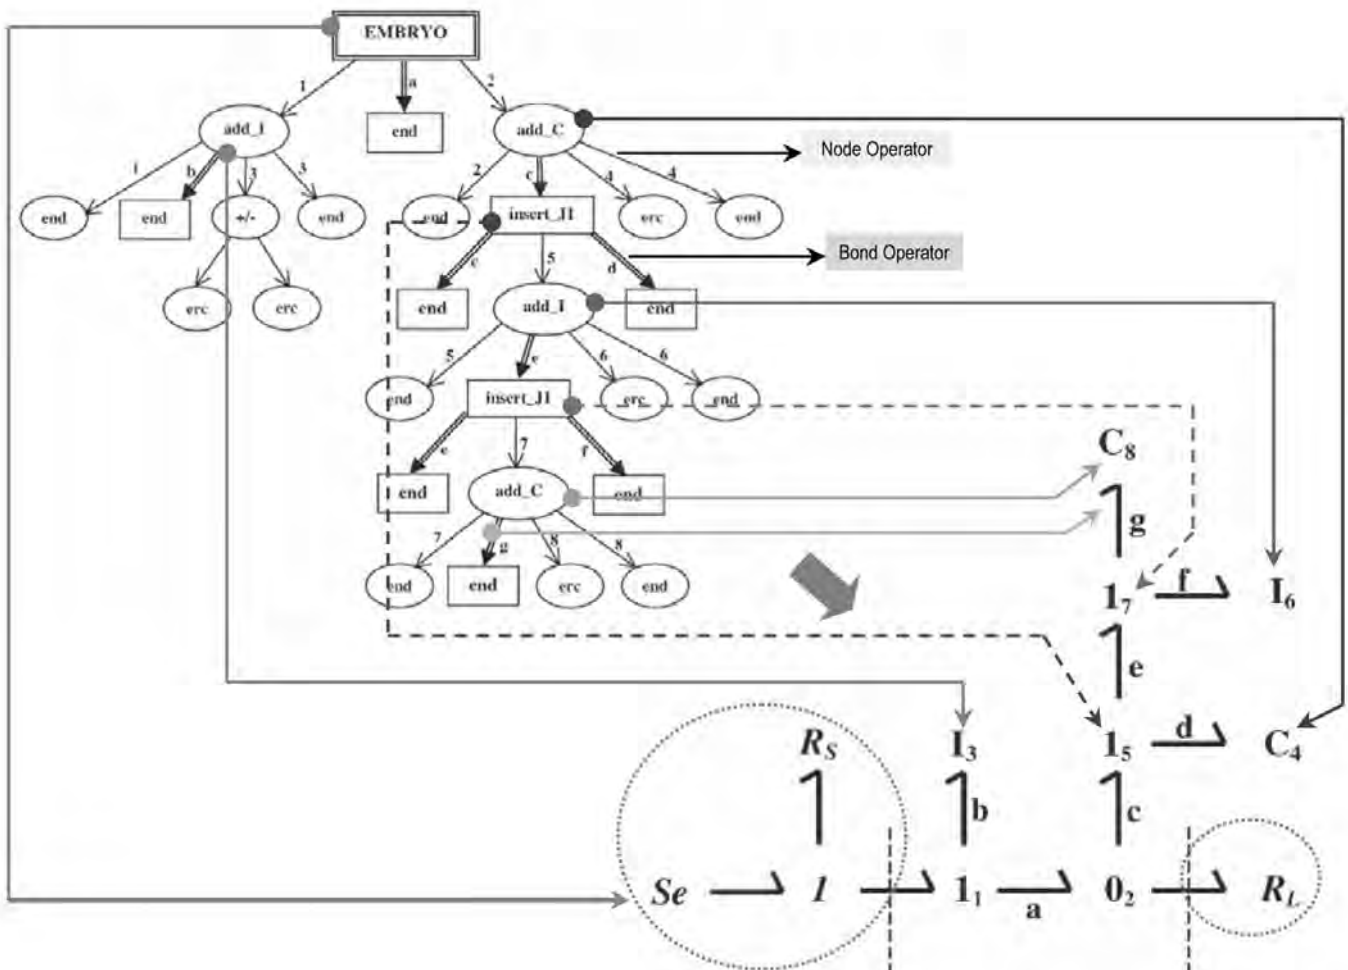 EMBRYO
1 a 2
add_I end add_C
Node Operator
1 b 3 3 2 c 4 4
end end +/- end end insert_J1 erc end
Bond Operator
c 5 d
erc erc end add_I end
5 e 6 6
end insert_J1 erc end
e 7 f
C8
end add_C end
g
7 g 8 8
end end erc end
17 f I6
e
RS I3 15 d C4
b c
Se 1 11 a 02 RL